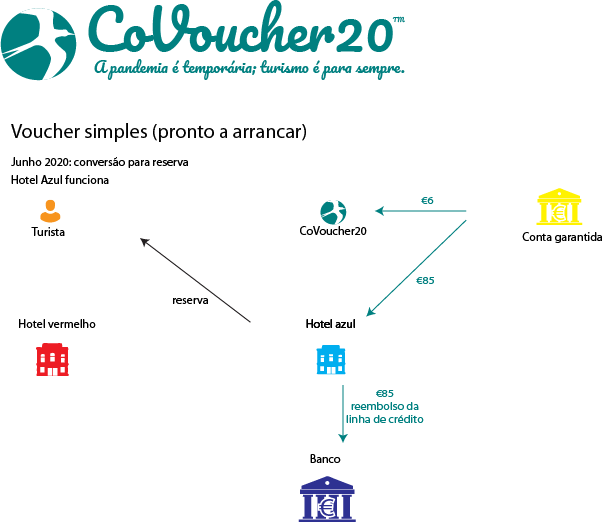 CoVoucher20™
A pandemia é temporária; turismo é para sempre.
Voucher simples (pronto a arrancar)
Junho 2020: conversão para reserva
Hotel Azul funciona
€6
Turista
CoVoucher20
Conta garantida
€85
reserva
Hotel vermelho
Hotel azul
€85
reembolso da
linha de crédito
Banco